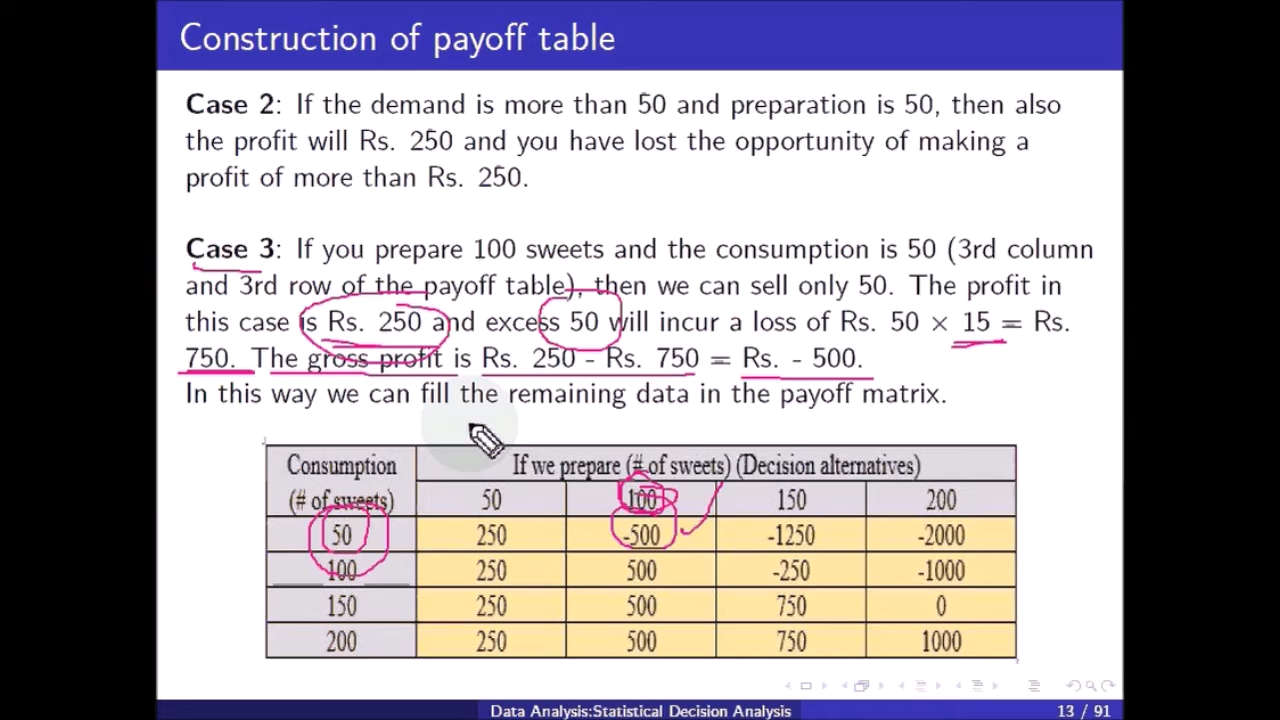 Construction of payoff table
Case 2: If the demand is more than 50 and preparation is 50, then also
the profit will Rs. 250 and you have lost the opportunity of making a
profit of more than Rs. 250.
Case 3: If you prepare 100 sweets and the consumption is 50 (3rd column
and 3rd row of the payoff table), then we can sell only 50. The profit in
this case is Rs. 250 and excess 50 will incur a loss of Rs. 50 × 15 = Rs.
750. The gross profit is Rs. 250 - Rs. 750 = Rs. - 500.
In this way we can fill the remaining data in the payoff matrix.
Consumption If we prepare (# of sweets) (Decision alternatives)
(# of sweets) 50 100 150 200
50 250 -500 -1250 -2000
100 250 500 -250 -1000
150 250 500 750 0
200 250 500 750 1000
Data Analysis:Statistical Decision Analysis 13 / 91